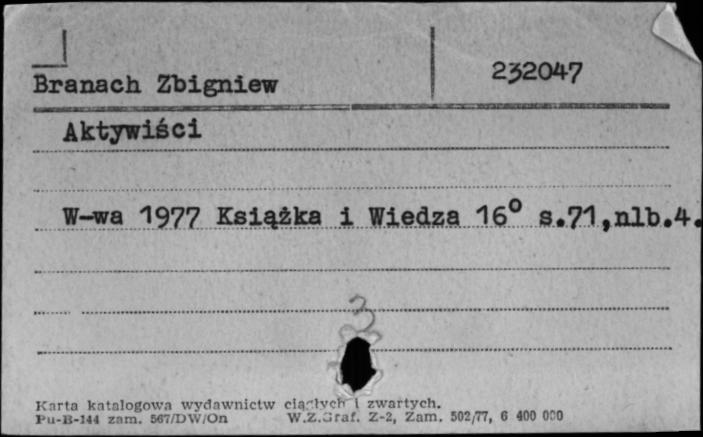 Branach Zbigniew 232047
Aktywiści
W-wa 1977 Książka i Wiedza 16° s.71,nlb.4.
3
Karta katalogowa wydawnictw ciągłych i zwartych.
Pu-B-144 zam. 567/DW/On W.Z.Graf. Z-2, Zam. 502/77, 6 400 000